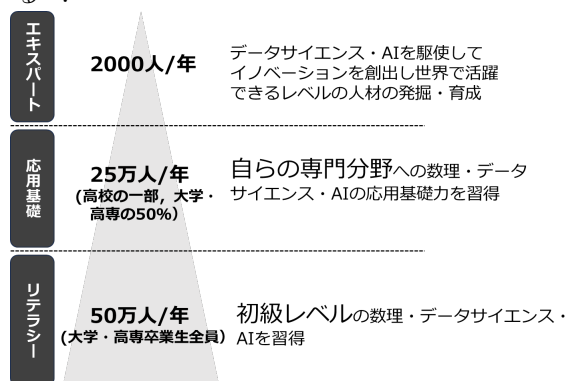 エキスパート
2000人/年
データサイエンス・AIを駆使して
イノベーションを創出し世界で活躍
できるレベルの人材の発掘・育成
応用基礎
25万人/年
(高校の一部，大学・
高専の50%)
自らの専門分野への数理・データ
サイエンス・AIの応用基礎力を習得
リテラシー
50万人/年
(大学・高専卒業生全員)
初級レベルの数理・データサイエンス・
AIを習得